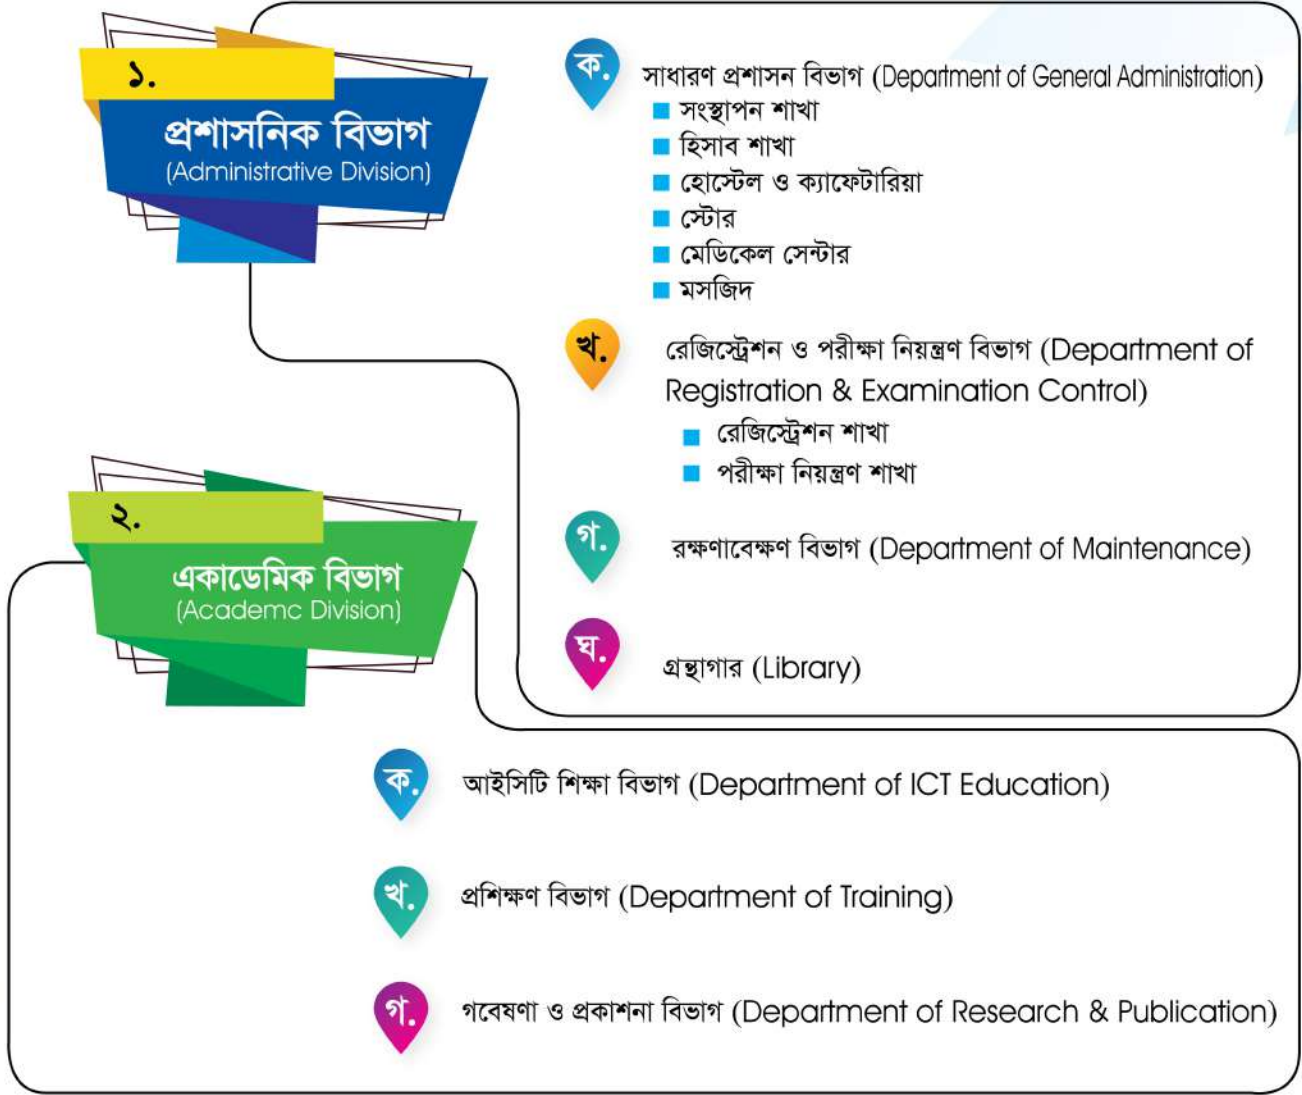 ১.
প্রশাসনিক বিভাগ
(Administrative Division)
ক.
সাধারণ প্রশাসন বিভাগ (Department of General Administration)
সংস্থাপন শাখা
হিসাব শাখা
হোস্টেল ও ক্যাফেটারিয়া
স্টোর
মেডিকেল সেন্টার
মসজিদ
খ.
রেজিস্ট্রেশন ও পরীক্ষা নিয়ন্ত্রণ বিভাগ (Department of
Registration & Examination Control)
রেজিস্ট্রেশন শাখা
পরীক্ষা নিয়ন্ত্রণ শাখা
গ.
রক্ষণাবেক্ষণ বিভাগ (Department of Maintenance)
ঘ.
গ্রন্থাগার (Library)
২.
একাডেমিক বিভাগ
(Academc Division)
ক.
আইসিটি শিক্ষা বিভাগ (Department of ICT Education)
খ.
প্রশিক্ষণ বিভাগ (Department of Training)
গ.
গবেষণা ও প্রকাশনা বিভাগ (Department of Research & Publication)